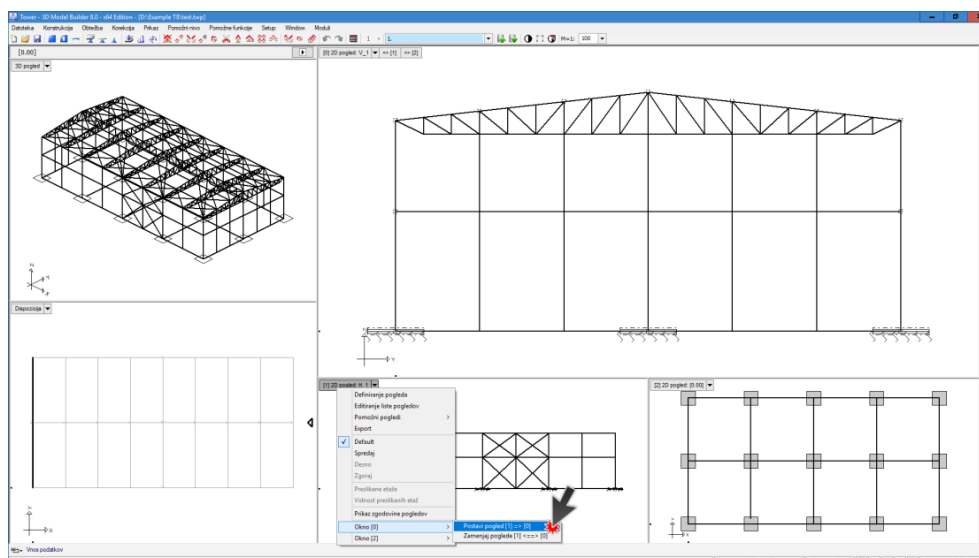 Tower - 3D Model Builder 8.0 - x64 Edition - [D:\Example TIf\test.twp]
Datoteka Konstrukcija Obtežba Korekcija Prikaz Pomožni nivo Pomožne funkcije Setup Window Moduli
1 - 1. M=1: 100
[0.00]
[0] 2D pogled: V_1 => [1] => [2]
3D pogled
Z
Y
X
Dispozicija
Y
[1] 2D pogled: H_1
[2] 2D pogled: [0.00]
Definiranje pogleda
Editiranje liste pogledov
Pomožni pogledi
Export
Default
Spredaj
Desno
Zgoraj
Preslikane etaže
Vidnost preslikanih etaž
Prikaz zgodovine pogledov
Okno [0]
Postavi pogled [1] => [0]
Okno [2]
Zamenjaj poglede [1] <==> [0]
Y
X
Y
X
Vnos podatkov